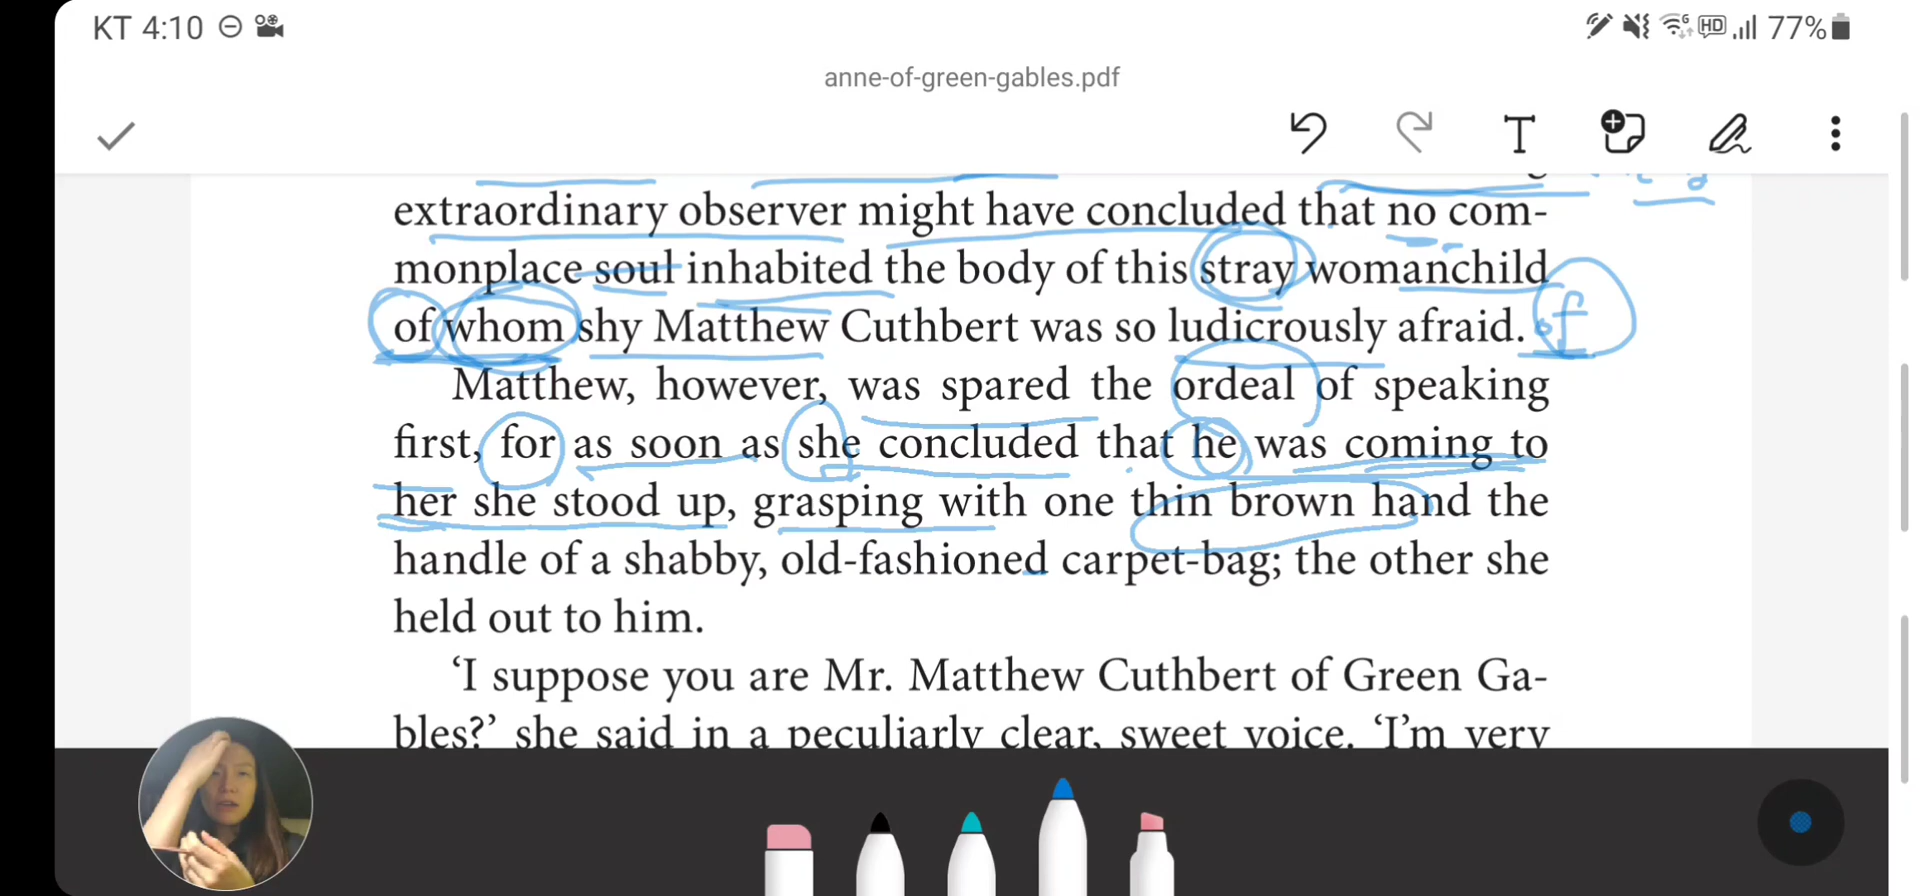 KT 4:10 HD 77%
anne-of-green-gables.pdf
T
extraordinary observer might have concluded that no com-
monplace soul inhabited the body of this stray womanchild
of whom shy Matthew Cuthbert was so ludicrously afraid. of
Matthew, however, was spared the ordeal of speaking
first, for as soon as she concluded that he was coming to
her she stood up, grasping with one thin brown hand the
handle of a shabby, old-fashioned carpet-bag; the other she
held out to him.
‘I suppose you are Mr. Matthew Cuthbert of Green Ga-
bles?’ she said in a peculiarly clear, sweet voice. ‘I’m very